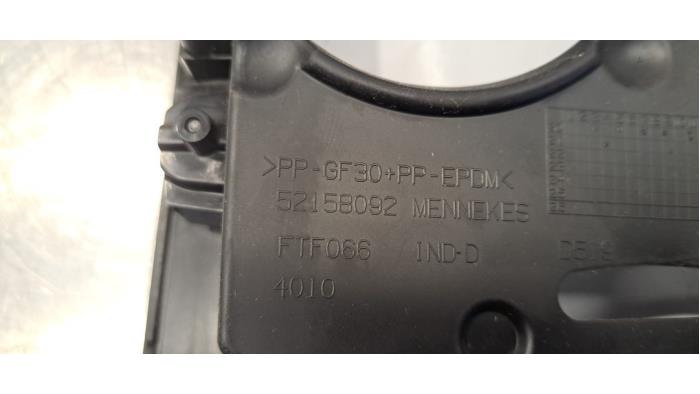 >PP-GF30+PP-EPDM<
52158092 MENNEKES
FTF066 IND-D
4010